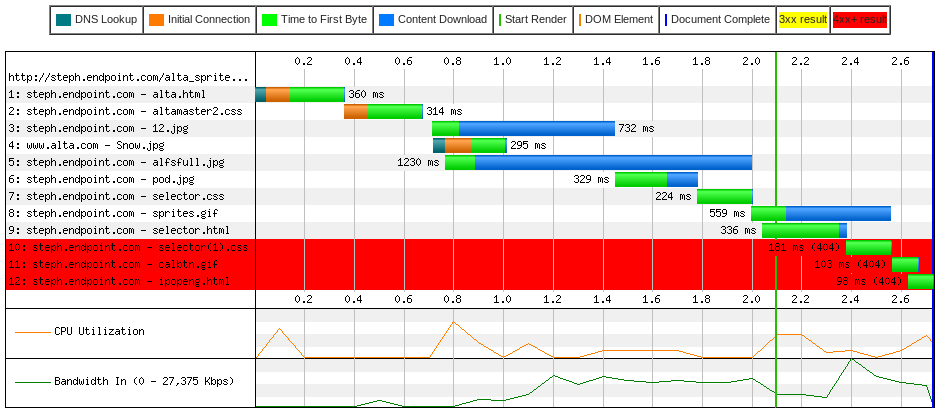 DNS Lookup Initial Connection Time to First Byte Content Download Start Render DOM Element Document Complete 3xx result 4xx+ result
0.2 0.4 0.6 0.8 1.0 1.2 1.4 1.6 1.8 2.0 2.2 2.4 2.6
http://steph.endpoint.com/alta_sprite...
1: steph.endpoint.com - alta.html 360 ms
2: steph.endpoint.com - altamaster2.css 314 ms
3: steph.endpoint.com - 12.jpg 732 ms
4: www.alta.com - Snow.jpg 295 ms
5: steph.endpoint.com - alfsfull.jpg 1230 ms
6: steph.endpoint.com - pod.jpg 329 ms
7: steph.endpoint.com - selector.css 224 ms
8: steph.endpoint.com - sprites.gif 559 ms
9: steph.endpoint.com - selector.html 336 ms
10: steph.endpoint.com - selector(1).css 181 ms (404)
11: steph.endpoint.com - calbtn.gif 103 ms (404)
12: steph.endpoint.com - ipopeng.html 98 ms (404)
0.2 0.4 0.6 0.8 1.0 1.2 1.4 1.6 1.8 2.0 2.2 2.4 2.6
CPU Utilization
Bandwidth In (0 - 27,375 Kbps)